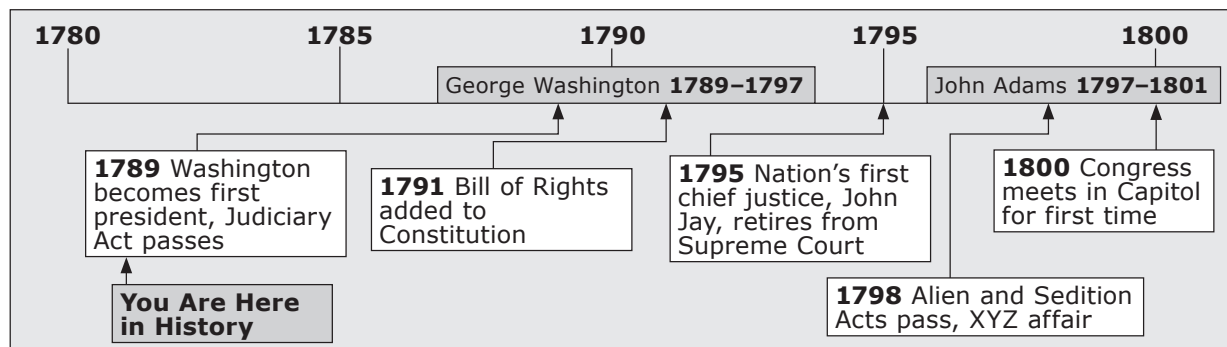 1780 1785 1790 1795 1800
George Washington 1789–1797
John Adams 1797–1801
1789 Washington
becomes first
president, Judiciary
Act passes
1791 Bill of Rights
added to
Constitution
1795 Nation's first
chief justice, John
Jay, retires from
Supreme Court
1800 Congress
meets in Capitol
for first time
You Are Here
in History
1798 Alien and Sedition
Acts pass, XYZ affair